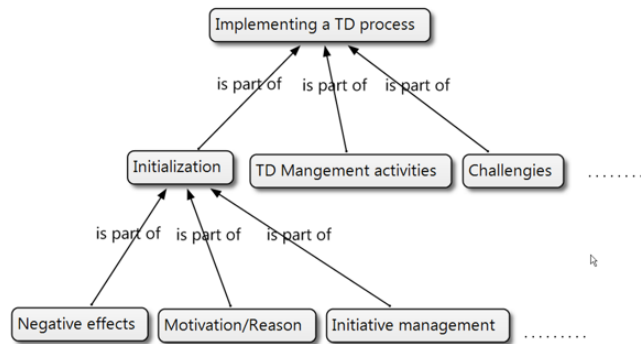 Implementing a TD process
is part of is part of is part of
Initialization TD Mangement activities Challengies ........
is part of is part of is part of
Negative effects Motivation/Reason Initiative management .........